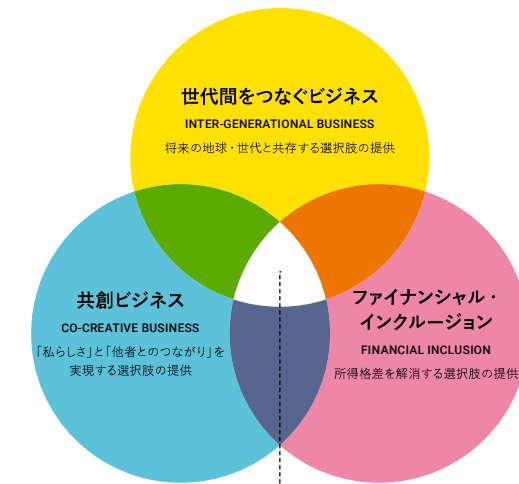 世代間をつなぐビジネス
INTER-GENERATIONAL BUSINESS
将来の地球・世代と共存する選択肢の提供
共創ビジネス
CO-CREATIVE BUSINESS
「私らしさ」と「他者とのつながり」を
実現する選択肢の提供
ファイナンシャル・
インクルージョン
FINANCIAL INCLUSION
所得格差を解消する選択肢の提供